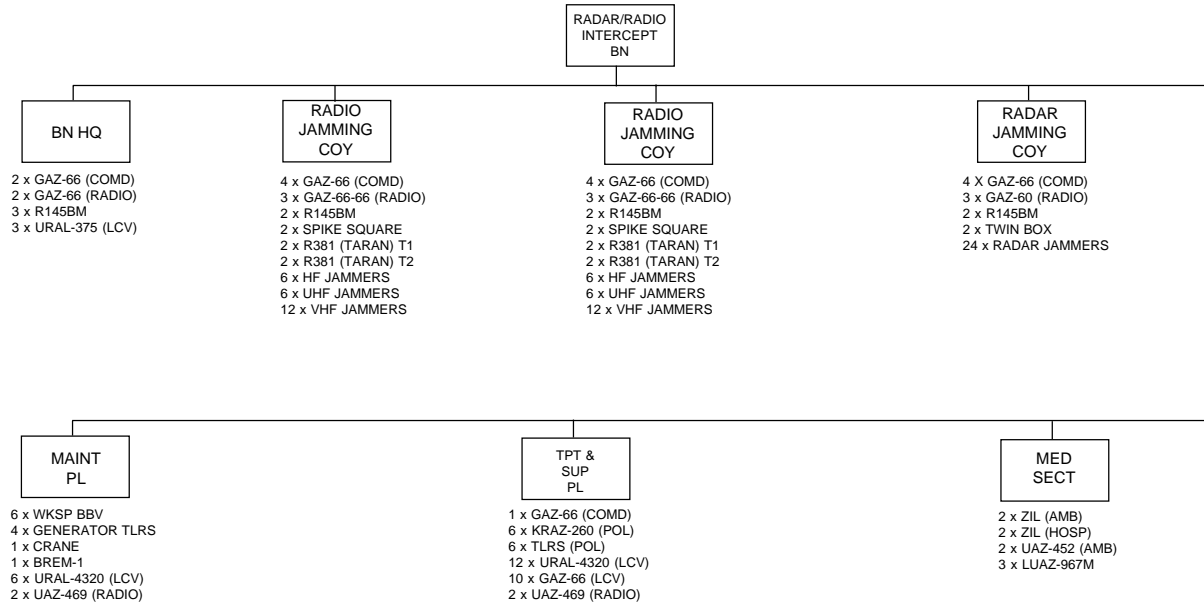 RADAR/RADIO
INTERCEPT
BN
BN HQ
2 x GAZ-66 (COMD)
2 x GAZ-66 (RADIO)
3 x R145BM
3 x URAL-375 (LCV)
RADIO
JAMMING
COY
4 x GAZ-66 (COMD)
3 x GAZ-66-66 (RADIO)
2 x R145BM
2 x SPIKE SQUARE
2 x R381 (TARAN) T1
2 x R381 (TARAN) T2
6 x HF JAMMERS
6 x UHF JAMMERS
12 x VHF JAMMERS
RADIO
JAMMING
COY
4 x GAZ-66 (COMD)
3 x GAZ-66-66 (RADIO)
2 x R145BM
2 x SPIKE SQUARE
2 x R381 (TARAN) T1
2 x R381 (TARAN) T2
6 x HF JAMMERS
6 x UHF JAMMERS
12 x VHF JAMMERS
RADAR
JAMMING
COY
4 X GAZ-66 (COMD)
3 x GAZ-60 (RADIO)
2 x R145BM
2 x TWIN BOX
24 x RADAR JAMMERS
MAINT
PL
6 x WKSP BBV
4 x GENERATOR TLRS
1 x CRANE
1 x BREM-1
6 x URAL-4320 (LCV)
2 x UAZ-469 (RADIO)
TPT &
SUP
PL
1 x GAZ-66 (COMD)
6 x KRAZ-260 (POL)
6 x TLRS (POL)
12 x URAL-4320 (LCV)
10 x GAZ-66 (LCV)
2 x UAZ-469 (RADIO)
MED
SECT
2 x ZIL (AMB)
2 x ZIL (HOSP)
2 x UAZ-452 (AMB)
3 x LUAZ-967M